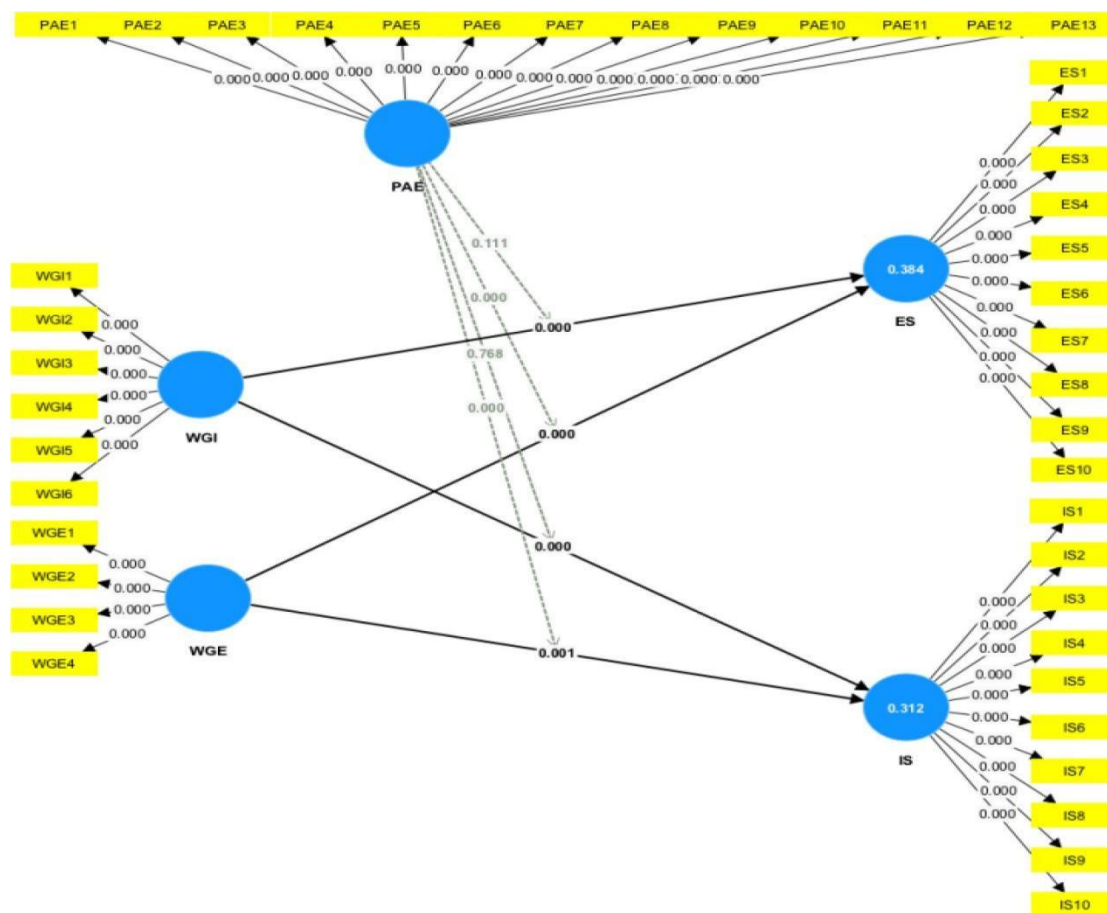 PAE1 PAE2 PAE3 PAE4 PAE5 PAE6 PAE7 PAE8 PAE9 PAE10 PAE11 PAE12 PAE13
0.000 0.000 0.000 0.000 0.000 0.000 0.000 0.000 0.000 0.000 0.000 0.000 0.000
PAE
ES1
ES2
ES3
ES4
ES5
ES6
ES7
ES8
ES9
ES10
0.000
0.000
0.000
0.000
0.000
0.000
0.000
0.000
0.000
0.000
0.384
ES
0.111
0.000
0.768
0.000
0.000
0.000
0.000
0.001
WGI1
WGI2
WGI3
WGI4
WGI5
WGI6
0.000
0.000
0.000
0.000
0.000
0.000
WGI
WGE1
WGE2
WGE3
WGE4
0.000
0.000
0.000
0.000
WGE
IS1
IS2
IS3
IS4
IS5
IS6
IS7
IS8
IS9
IS10
0.000
0.000
0.000
0.000
0.000
0.000
0.000
0.000
0.000
0.000
0.312
IS